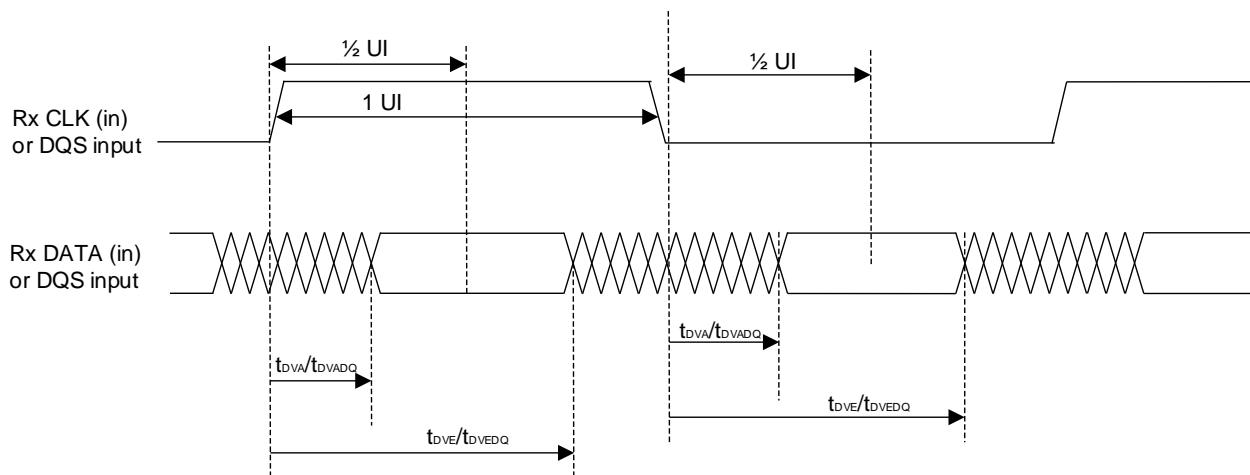 ½ UI
½ UI
1 UI
Rx CLK (in)
or DQS input
Rx DATA (in)
or DQS input
tDVA/tDVADQ
tDVA/tDVADQ
tDVE/tDVEDQ
tDVE/tDVEDQ